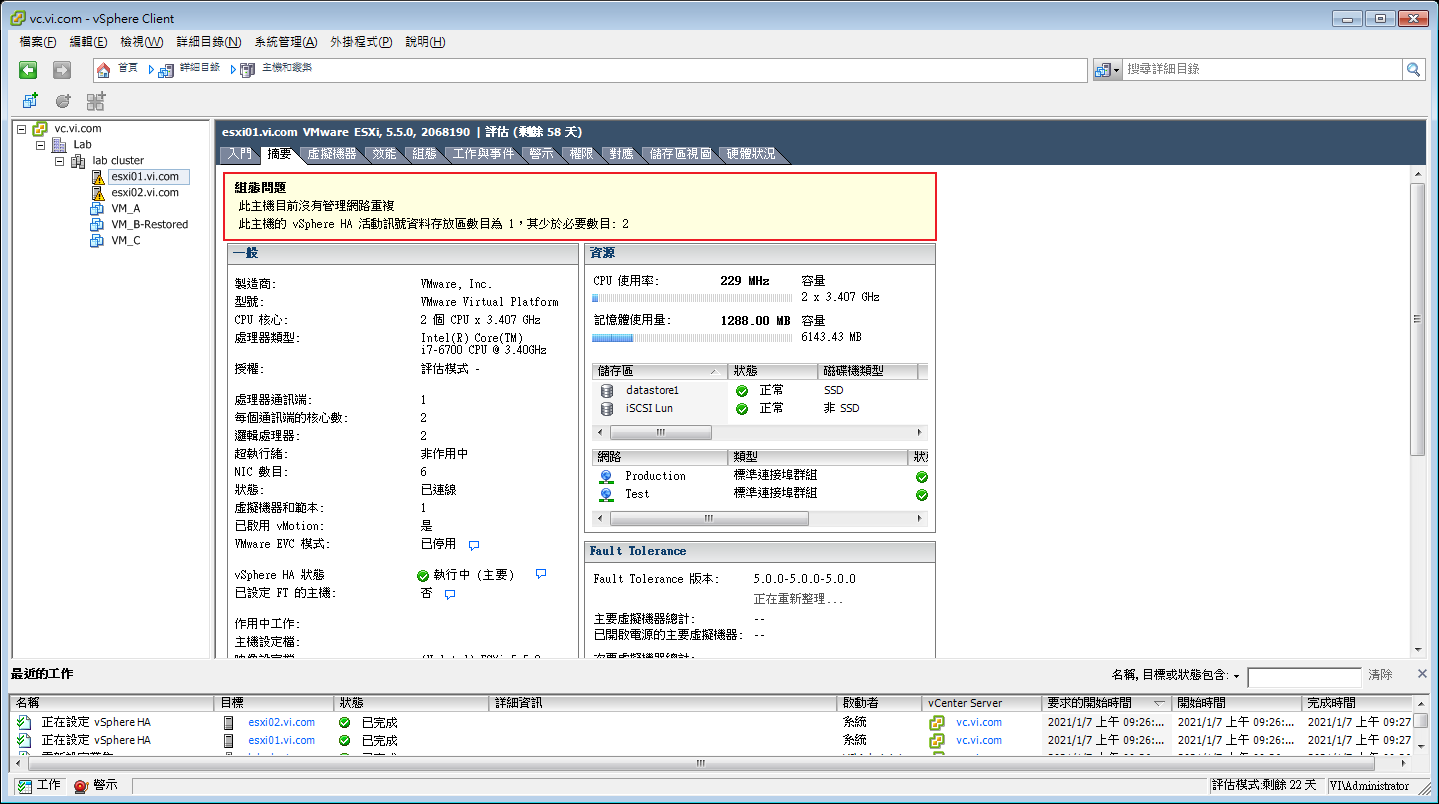 vc.vi.com - vSphere Client
檔案(F) 編輯(E) 檢視(W) 詳細目錄(N) 系統管理(A) 外掛程式(P) 說明(H)
首頁 詳細目錄 主機和叢集
搜尋詳細目錄
vc.vi.com
Lab
lab cluster
esxi01.vi.com
esxi02.vi.com
VM_A
VM_B-Restored
VM_C
esxi01.vi.com VMware ESXi, 5.5.0, 2068190 | 評估 (剩餘 58 天)
入門 摘要 虛擬機器 效能 組態 工作與事件 警示 權限 對應 儲存區視圖 硬體狀況
組態問題
此主機目前沒有管理網路重複
此主機的 vSphere HA 活動訊號資料存放區數目為 1，其少於必要數目: 2
一般
製造商: VMware, Inc.
型號: VMware Virtual Platform
CPU 核心: 2 個 CPU x 3.407 GHz
處理器類型: Intel(R) Core(TM)
i7-6700 CPU @ 3.40GHz
授權: 評估模式 -
處理器通訊端: 1
每個通訊端的核心數: 2
邏輯處理器: 2
超執行緒: 非作用中
NIC 數目: 6
狀態: 已連線
虛擬機器和範本: 1
已啟用 vMotion: 是
VMware EVC 模式: 已停用
vSphere HA 狀態 執行中 (主要)
已設定 FT 的主機: 否
作用中工作:
主機設定檔:
資源
CPU 使用率: 229 MHz 容量
2 x 3.407 GHz
記憶體使用量: 1288.00 MB 容量
6143.43 MB
儲存區 狀態 磁碟機類型
datastore1 正常 SSD
iSCSI Lun 正常 非 SSD
網路 類型 狀
Production 標準連接埠群組
Test 標準連接埠群組
Fault Tolerance
Fault Tolerance 版本: 5.0.0-5.0.0-5.0.0
正在重新整理...
主要虛擬機器總計: --
已開啟電源的主要虛擬機器: --
最近的工作
名稱, 目標或狀態包含: 清除
名稱 目標 狀態 詳細資訊 啟動者 vCenter Server 要求的開始時間 開始時間 完成時間
正在設定 vSphere HA esxi02.vi.com 已完成 系統 vc.vi.com 2021/1/7 上午 09:26:... 2021/1/7 上午 09:26:... 2021/1/7 上午 09:27
正在設定 vSphere HA esxi01.vi.com 已完成 系統 vc.vi.com 2021/1/7 上午 09:26:... 2021/1/7 上午 09:26:... 2021/1/7 上午 09:27
工作 警示
評估模式:剩餘 22 天 VI\Administrator